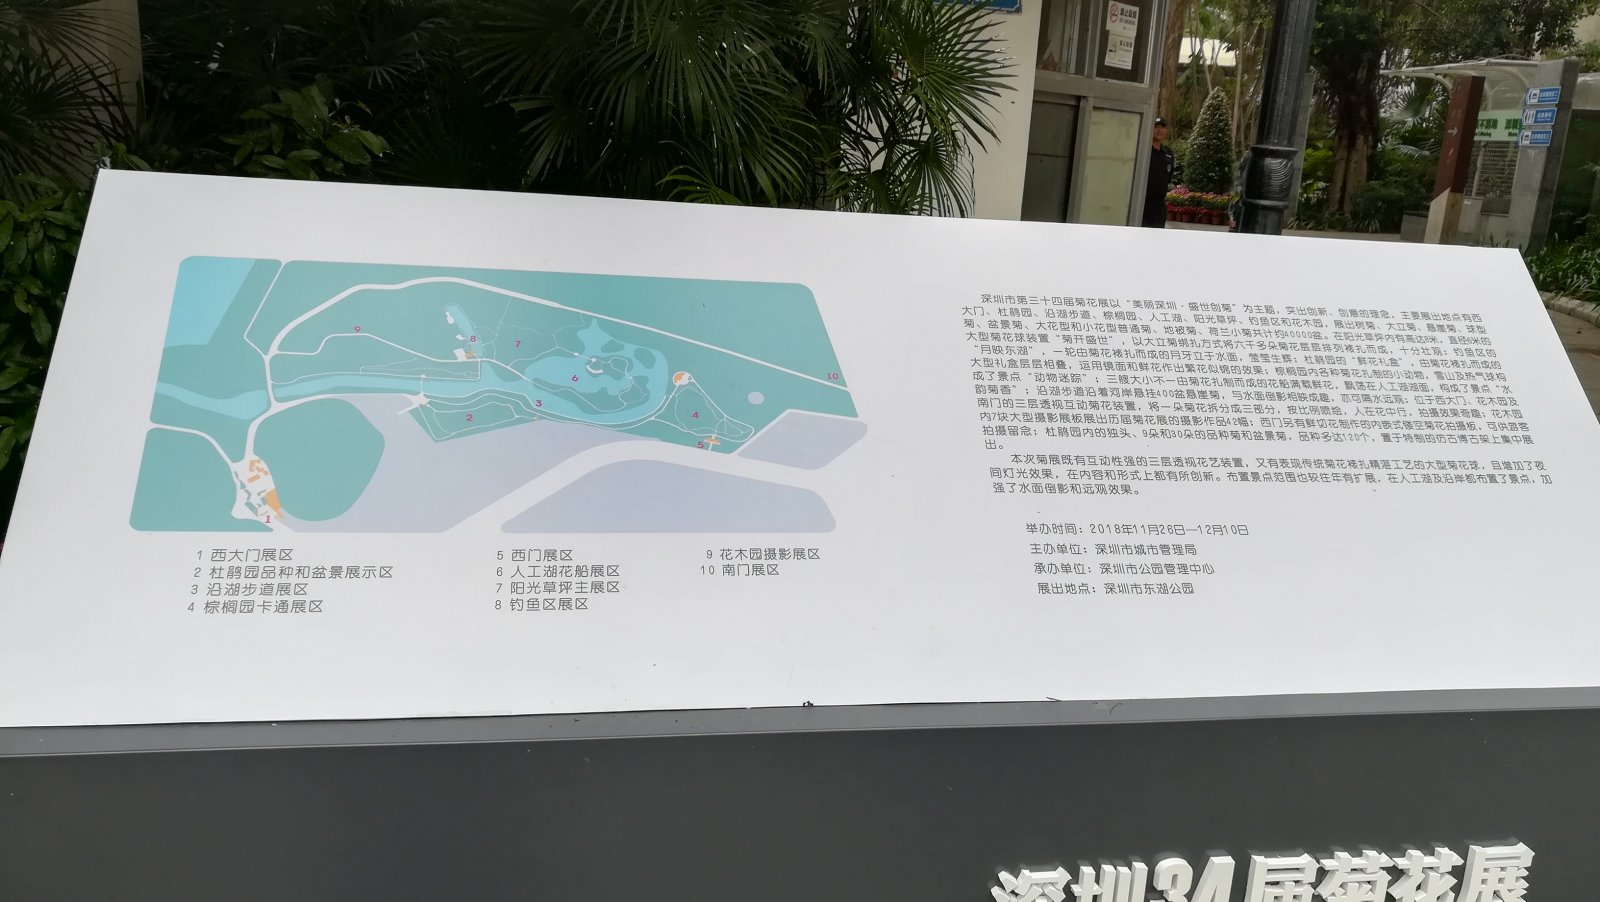 深圳市第三十四届菊花展以“美丽深圳·盛世创菊”为主题，突出创新、创意的理念，主要展出地点有西
大门、杜鹃园、沿湖步道、棕榈园、人工湖、阳光草坪、钓鱼区和花木园，展出树菊、大立菊、悬崖菊、球型
菊、盆景菊、大花型和小花型普通菊、地被菊、荷兰小菊共计约40000盆。在阳光草坪内有高达8米，直径6米的
大型菊花球装置“菊开盛世”，以大立菊绑扎方式将六千多朵菊花层层排列裱扎而成，十分壮观；钓鱼区的
“月映东湖”，一轮由菊花裱扎而成的月牙立于水面，莹莹生辉；杜鹃园的“鲜花礼盒”，由菊花裱扎而成的
大型礼盒层层相叠，运用镜面和鲜花作出繁花似锦的效果；棕榈园内各种菊花扎制的小动物，雪山及热气球构
成了景点“动物迷踪”；三艘大小不一由菊花扎制而成的花船满载鲜花，飘荡在人工湖湖面，构成了景点“水
韵菊香”；沿湖步道沿着河岸悬挂400盆悬崖菊，与水面倒影相映成趣，亦可隔水远观；位于西大门、花木园及
南门的三层透视互动菊花装置，将一朵菊花拆分成三部分，按比例喷绘，人在花中行，拍摄效果奇趣；花木园
内7块大型摄影展板展出历届菊花展的摄影作品42幅；西门另有鲜切花制作的内嵌式镂空菊花拍摄板，可供游客
拍摄留念；杜鹃园内的独头、9朵和30朵的品种菊和盆景菊，品种多达120个，置于特制的仿古博古架上集中展
出。
本次菊展既有互动性强的三层透视花艺装置，又有表现传统菊花裱扎精湛工艺的大型菊花球，且增加了夜
间灯光效果，在内容和形式上都有所创新。布置景点范围也较往年有扩展，在人工湖及沿岸都布置了景点，加
强了水面倒影和远观效果。
举办时间：2018年11月26日—12月10日
主办单位：深圳市城市管理局
承办单位：深圳市公园管理中心
展出地点：深圳市东湖公园
9
8
7
6
10
3
2
4
5
1
1 西大门展区
2 杜鹃园品种和盆景展示区
3 沿湖步道展区
4 棕榈园卡通展区
5 西门展区
6 人工湖花船展区
7 阳光草坪主展区
8 钓鱼区展区
9 花木园摄影展区
10 南门展区
深圳34届菊花展